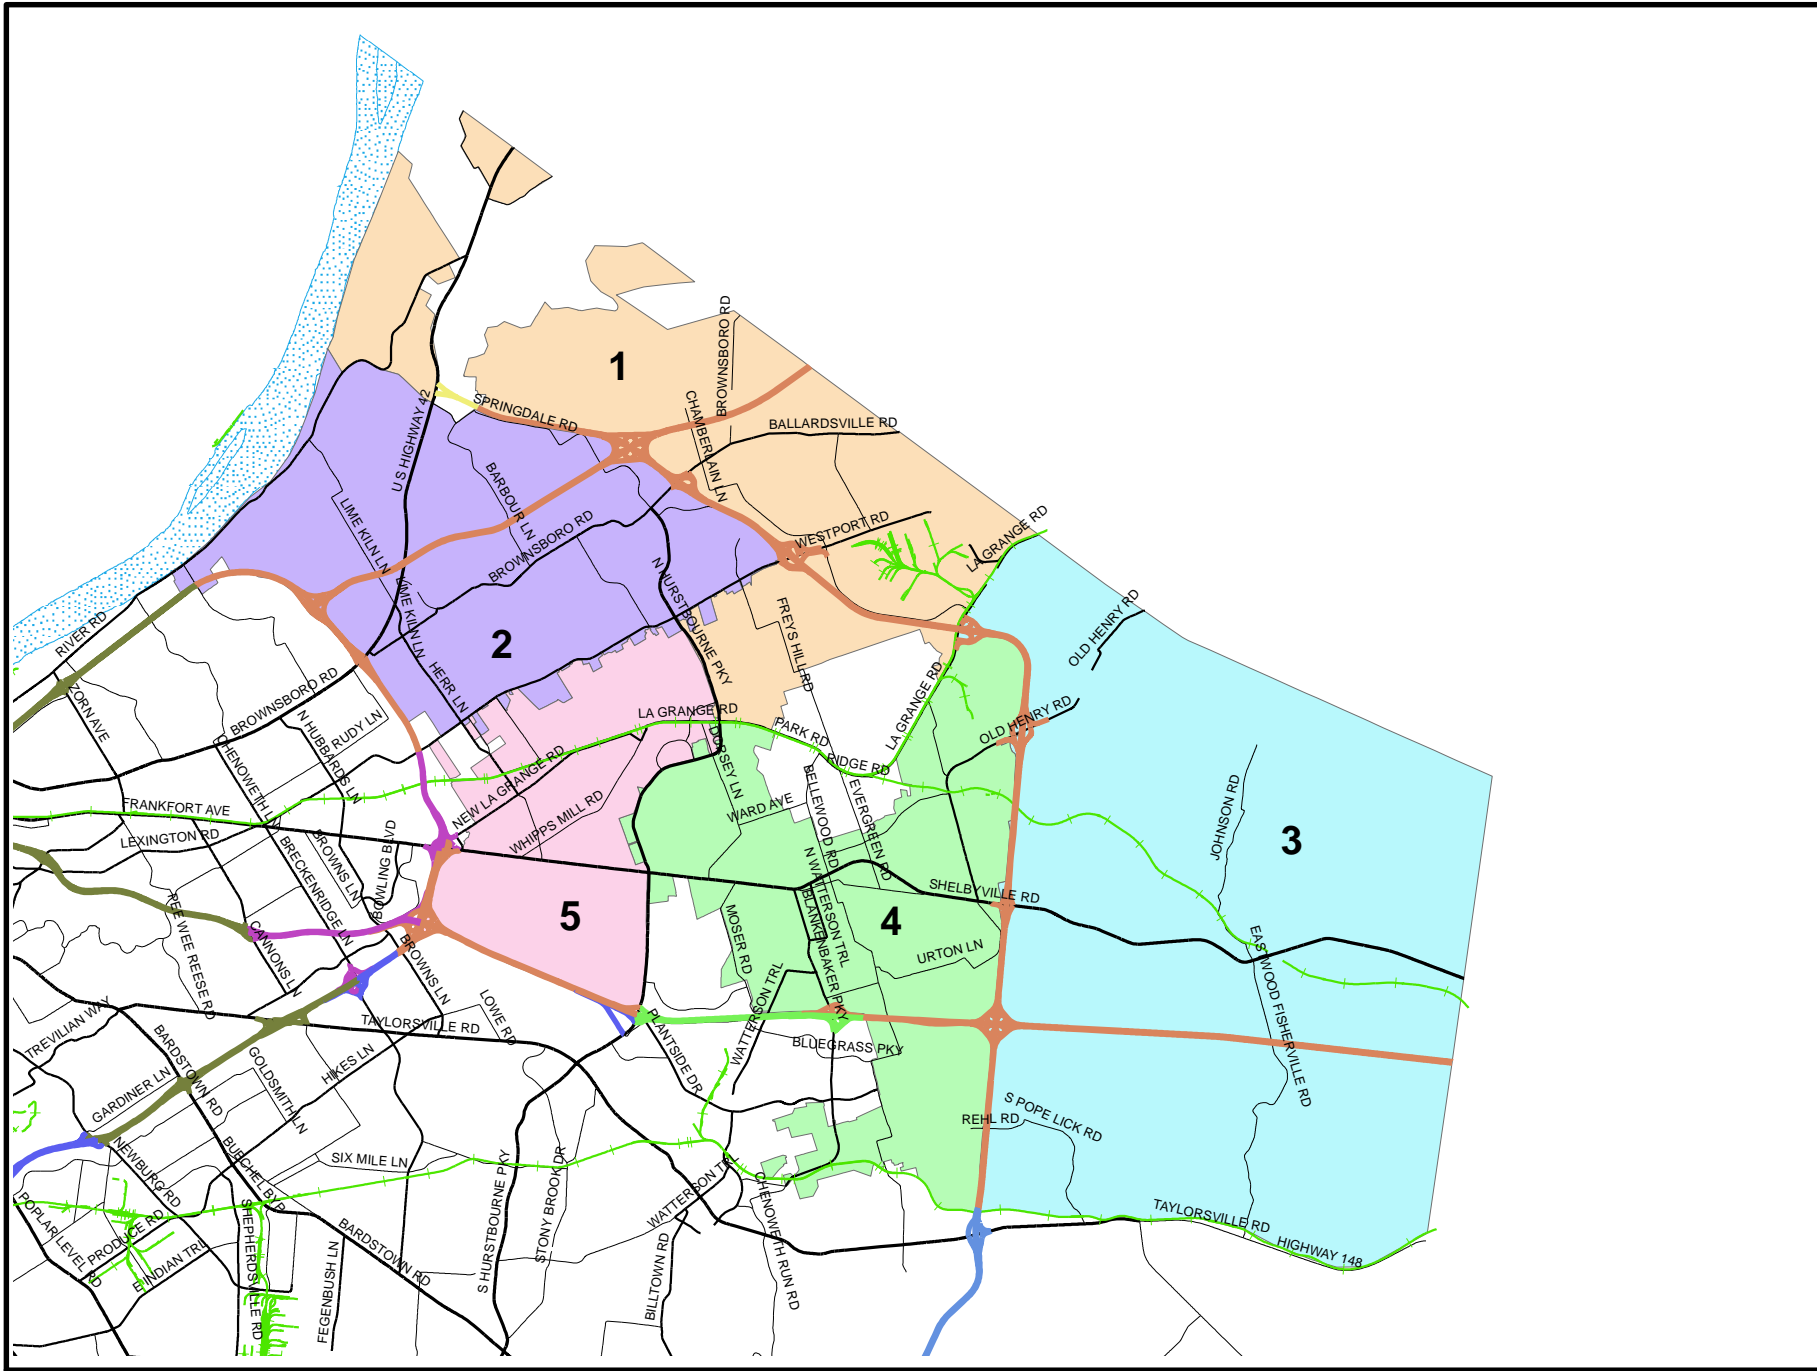 BROWNSBORO RD
1
SPRINGDALE RD
U S HIGHWAY 42
CHAMBERLAIN LN
BALLARDSVILLE RD
BARBOUR LN
LIME KILN LN
BROWNSBORO RD
WESTPORT RD
LA GRANGE RD
N HURSTBOURNE PKY
FREYS HILL RD
OLD HENRY RD
LIME KILN LN
RIVER RD
2
HERR LN
ZORN AVE
BROWNSBORO RD
N HUBBARDS LN
RUDY LN
LA GRANGE RD
LA GRANGE RD
OLD HENRY RD
PARK RD
RIDGE RD
DORSEY LN
CHENOWETH LN
NEW LA GRANGE RD
WHIPPS MILL RD
BELLEWOOD RD
EVERGREEN RD
WARD AVE
JOHNSON RD
3
FRANKFORT AVE
LEXINGTON RD
BROWNS LN
BOWLING BLVD
BRECKENRIDGE LN
SHELBYVILLE RD
N WATTERSON TRL
BLANKENBAKER PKY
5
4
MOSER RD
URTON LN
PEE WEE REESE RD
CANNONS LN
BROWNS LN
EASTWOOD FISHERVILLE RD
WATTERSON TRL
LOWE RD
TREVILIAN WAY
TAYLORSVILLE RD
PLANTSIDE DR
BLUEGRASS PKY
BARDSTOWN RD
GOLDSMITH LN
HIKES LN
GARDINER LN
S POPE LICK RD
REHL RD
NEWBURG RD
BUECHEL BYP
SIX MILE LN
S HURSTBOURNE PKY
STONY BROOK DR
WATTERSON TRL
CHENOWETH RUN RD
TAYLORSVILLE RD
HIGHWAY 148
POPLAR LEVEL RD
PRODUCE RD
E INDIAN TRL
SHEPHERDSVILLE RD
FEGENBUSH LN
BARDSTOWN RD
BILLTOWN RD